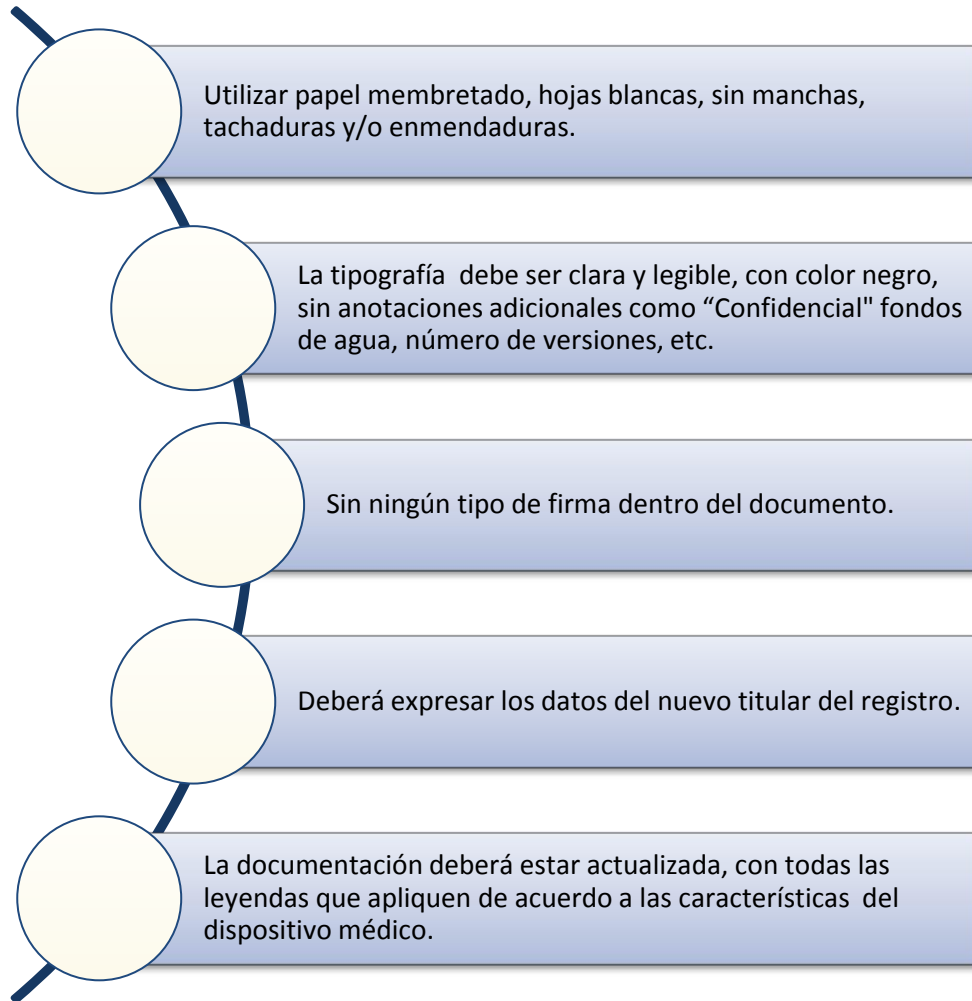 Utilizar papel membretado, hojas blancas, sin manchas,
tachaduras y/o enmendaduras.
La tipografía  debe ser clara y legible, con color negro,
sin anotaciones adicionales como “Confidencial" fondos
de agua, número de versiones, etc.
Sin ningún tipo de firma dentro del documento.
Deberá expresar los datos del nuevo titular del registro.
La documentación deberá estar actualizada, con todas las
leyendas que apliquen de acuerdo a las características  del
dispositivo médico.